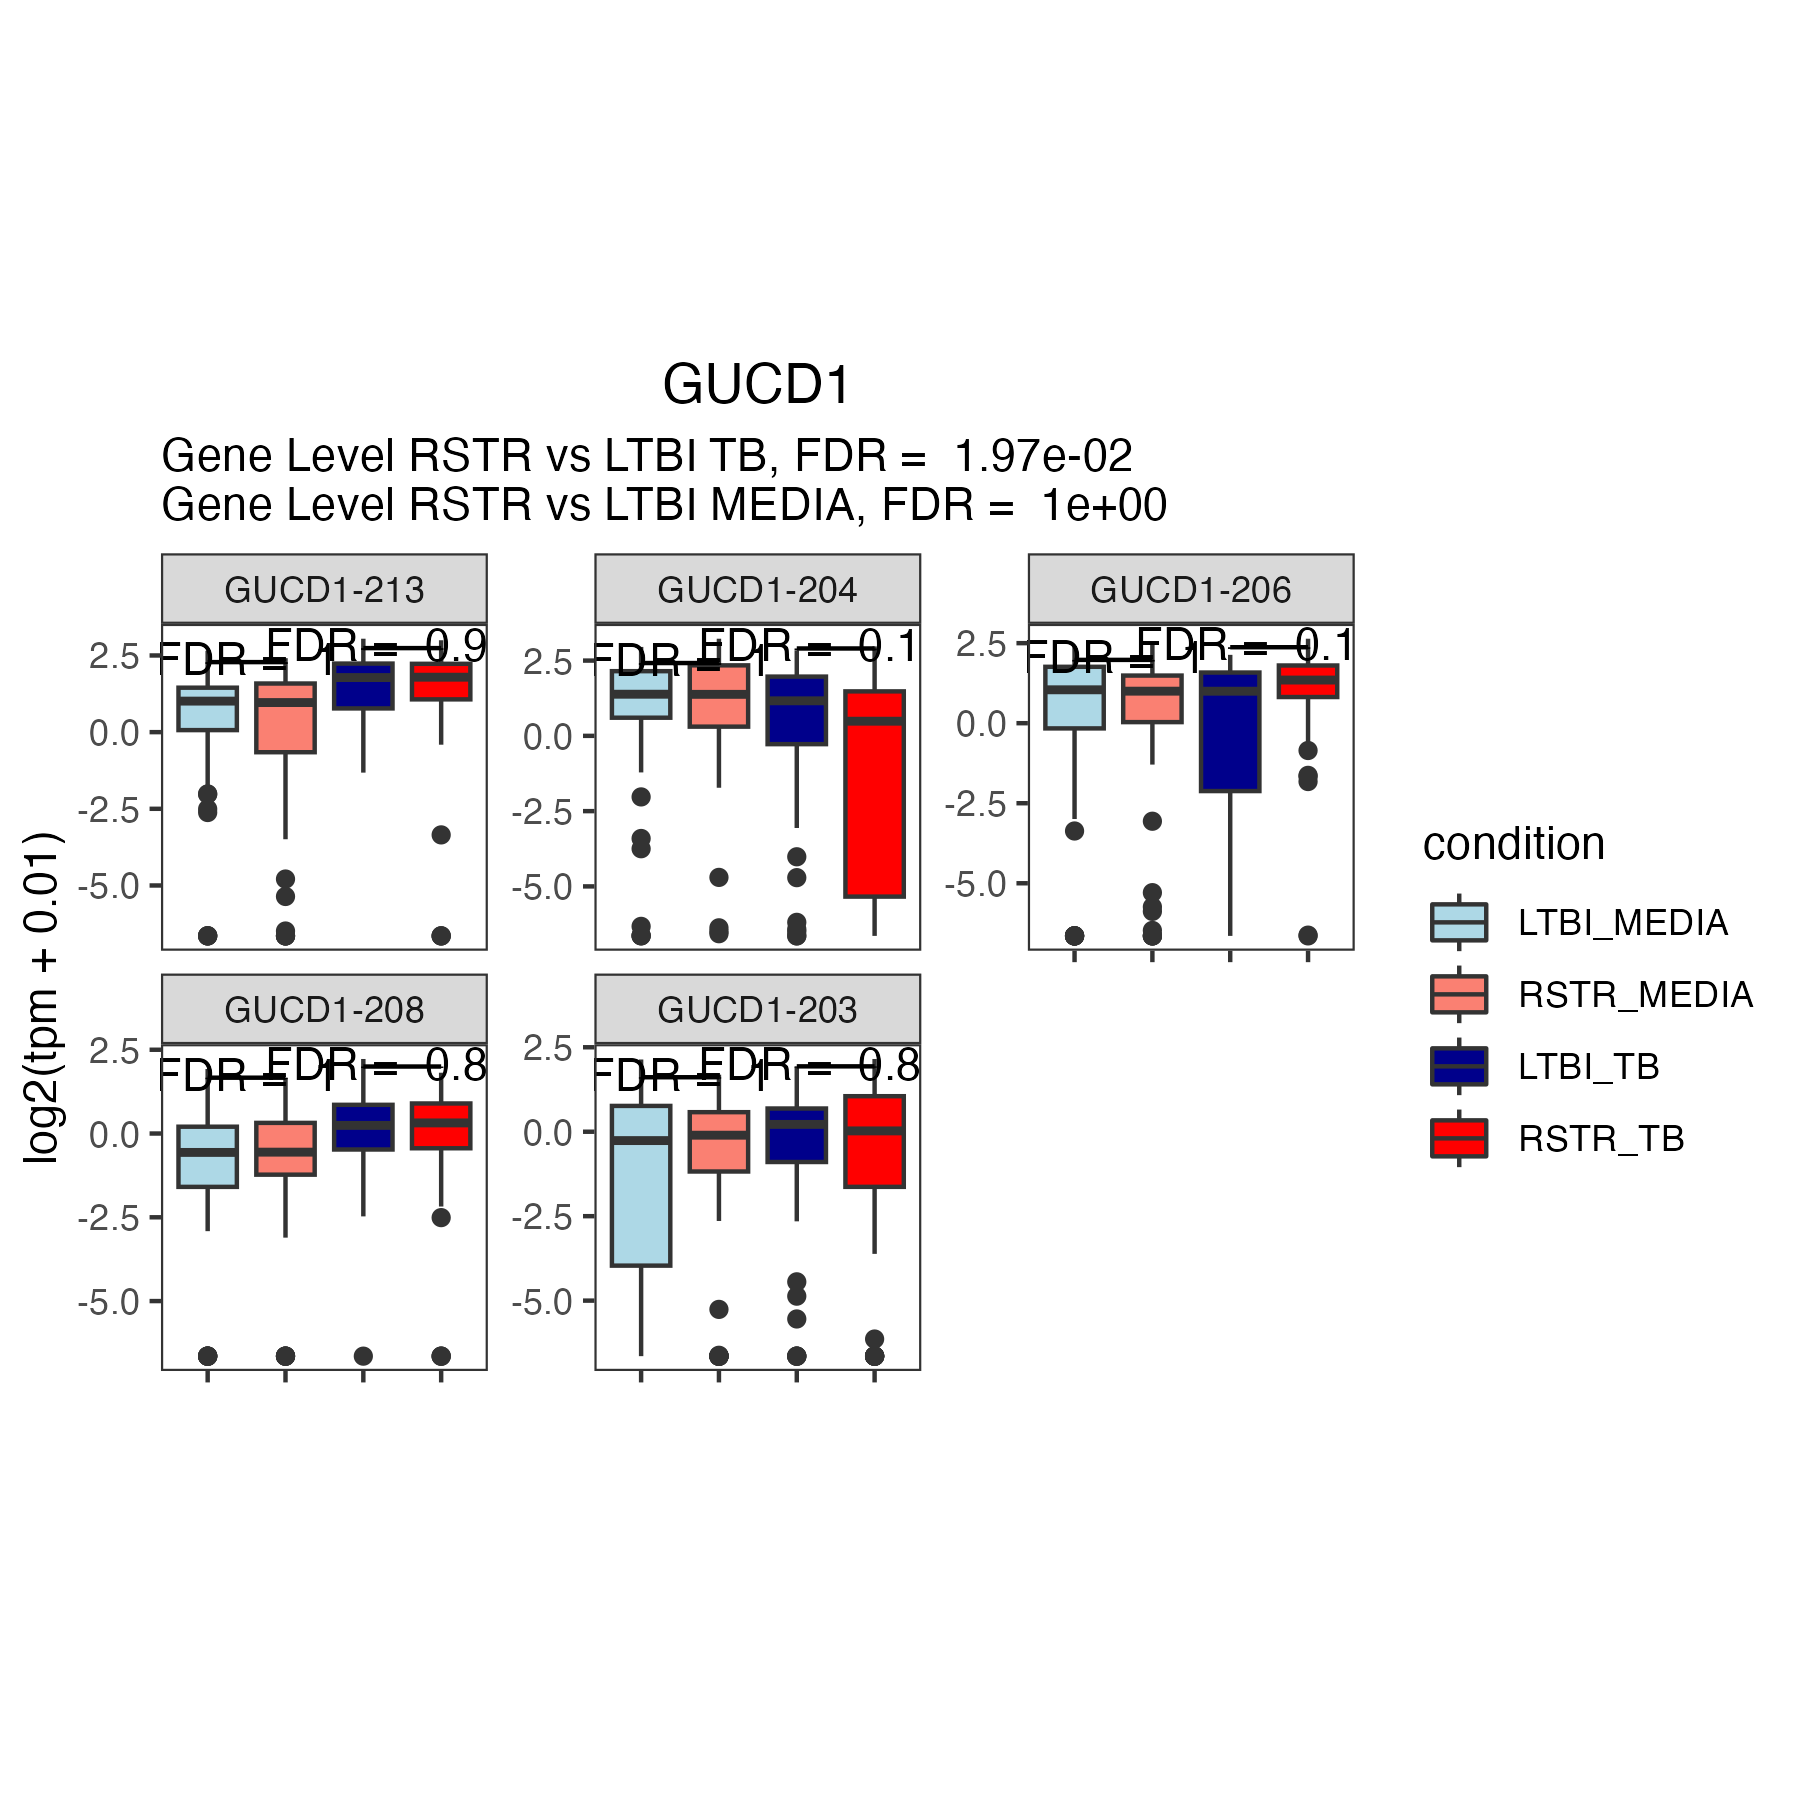 GUCD1
Gene Level RSTR vs LTBI TB, FDR = 1.97e-02
Gene Level RSTR vs LTBI MEDIA, FDR = 1e+00
GUCD1-213
GUCD1-204
GUCD1-206
FDR = 1
FDR = 0.9
FDR = 1
FDR = 0.1
FDR = 1
FDR = 0.1
2.5
0.0
-2.5
-5.0
2.5
0.0
-2.5
-5.0
2.5
0.0
-2.5
-5.0
GUCD1-208
GUCD1-203
FDR = 1
FDR = 0.8
FDR = 1
FDR = 0.8
2.5
0.0
-2.5
-5.0
2.5
0.0
-2.5
-5.0
log2(tpm + 0.01)
condition
LTBI_MEDIA
RSTR_MEDIA
LTBI_TB
RSTR_TB